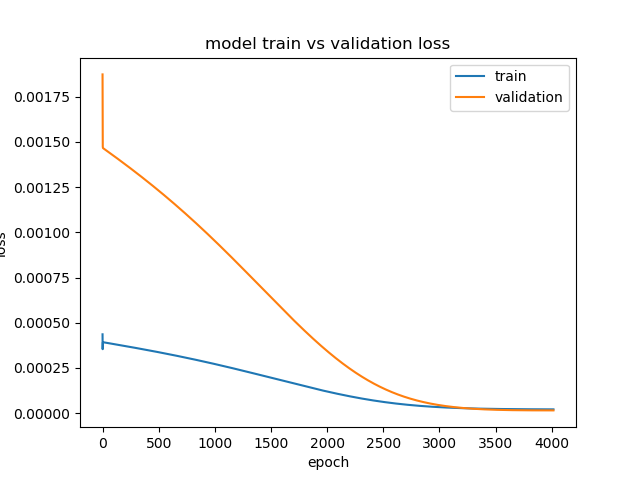 model train vs validation loss
train
validation
0.00175
0.00150
0.00125
0.00100
0.00075
0.00050
0.00025
0.00000
loss
0 500 1000 1500 2000 2500 3000 3500 4000
epoch